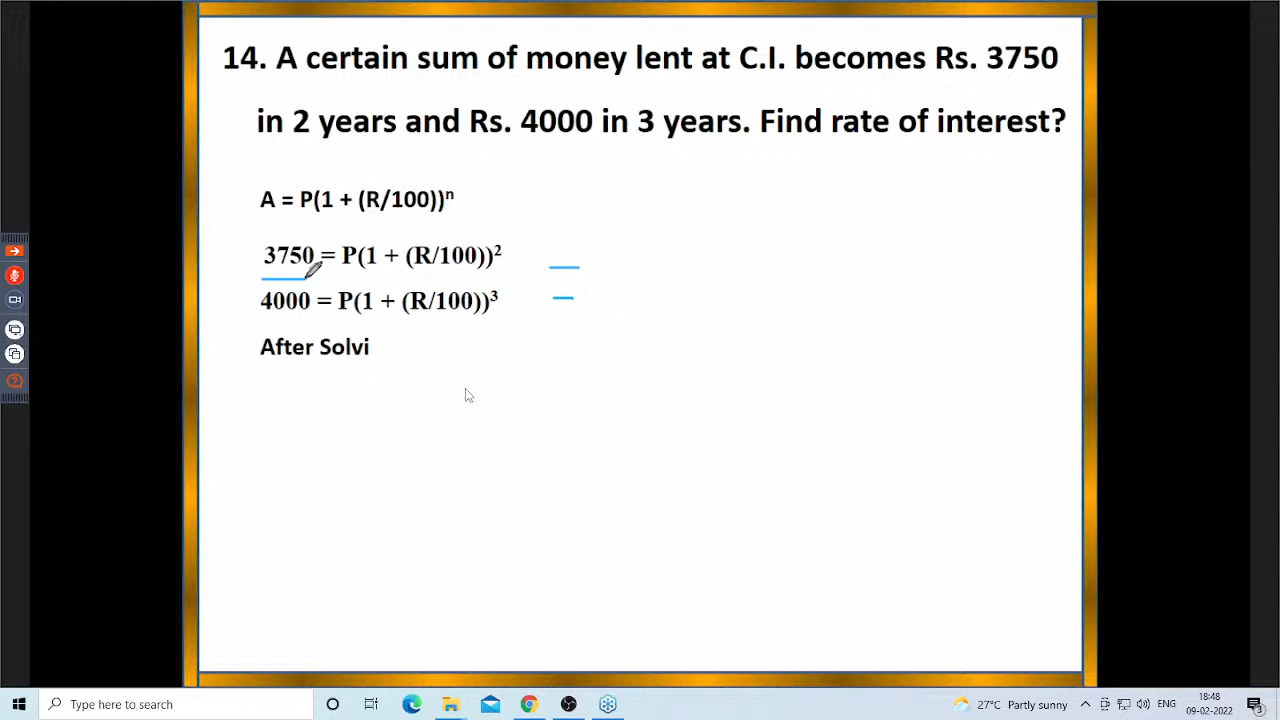 14. A certain sum of money lent at C.I. becomes Rs. 3750
in 2 years and Rs. 4000 in 3 years. Find rate of interest?
A = P(1 + (R/100))ⁿ
3750 = P(1 + (R/100))²
4000 = P(1 + (R/100))³
After Solvi
Type here to search
27°C Partly sunny
ENG
18:48
09-02-2022
3